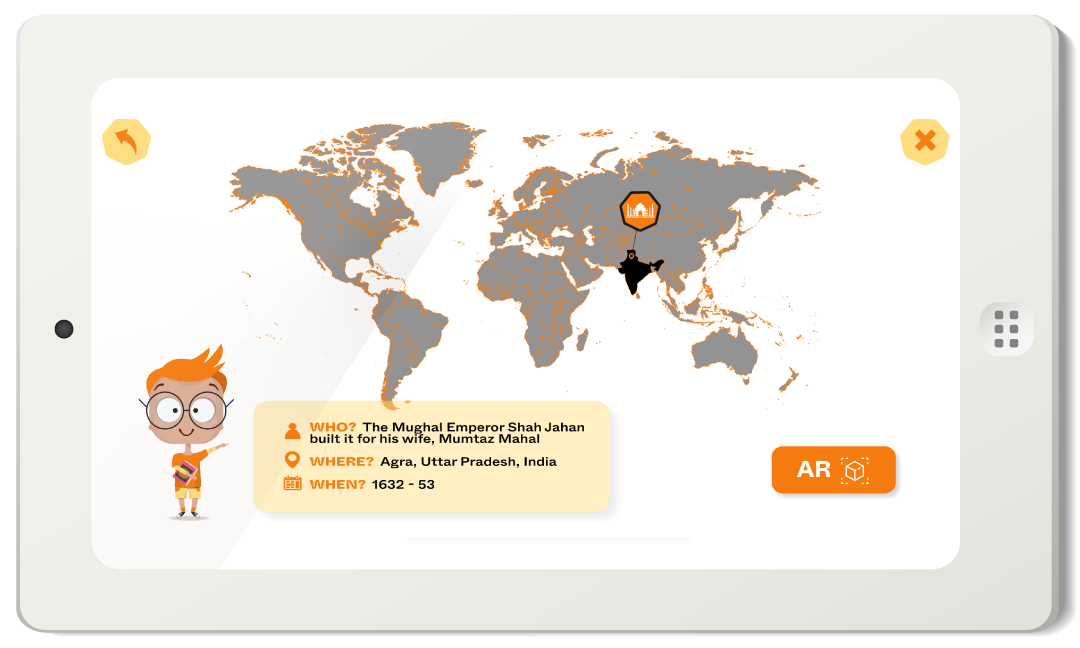 WHO? The Mughal Emperor Shah Jahan
built it for his wife, Mumtaz Mahal
WHERE? Agra, Uttar Pradesh, India
WHEN? 1632 - 53
AR